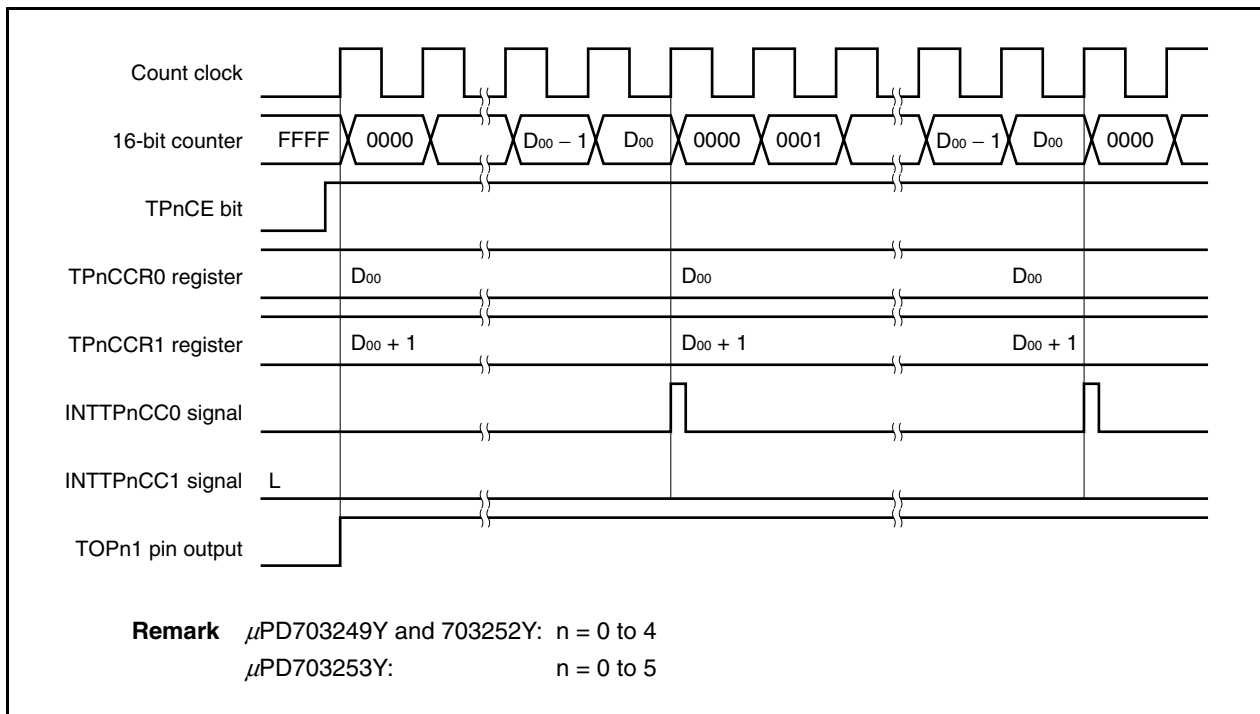 Count clock
16-bit counter FFFF 0000 D00 − 1 D00 0000 0001 D00 − 1 D00 0000
TPnCE bit
TPnCCR0 register D00 D00 D00
TPnCCR1 register D00 + 1 D00 + 1 D00 + 1
INTTPnCC0 signal
INTTPnCC1 signal L
TOPn1 pin output
Remark μPD703249Y and 703252Y: n = 0 to 4
μPD703253Y: n = 0 to 5